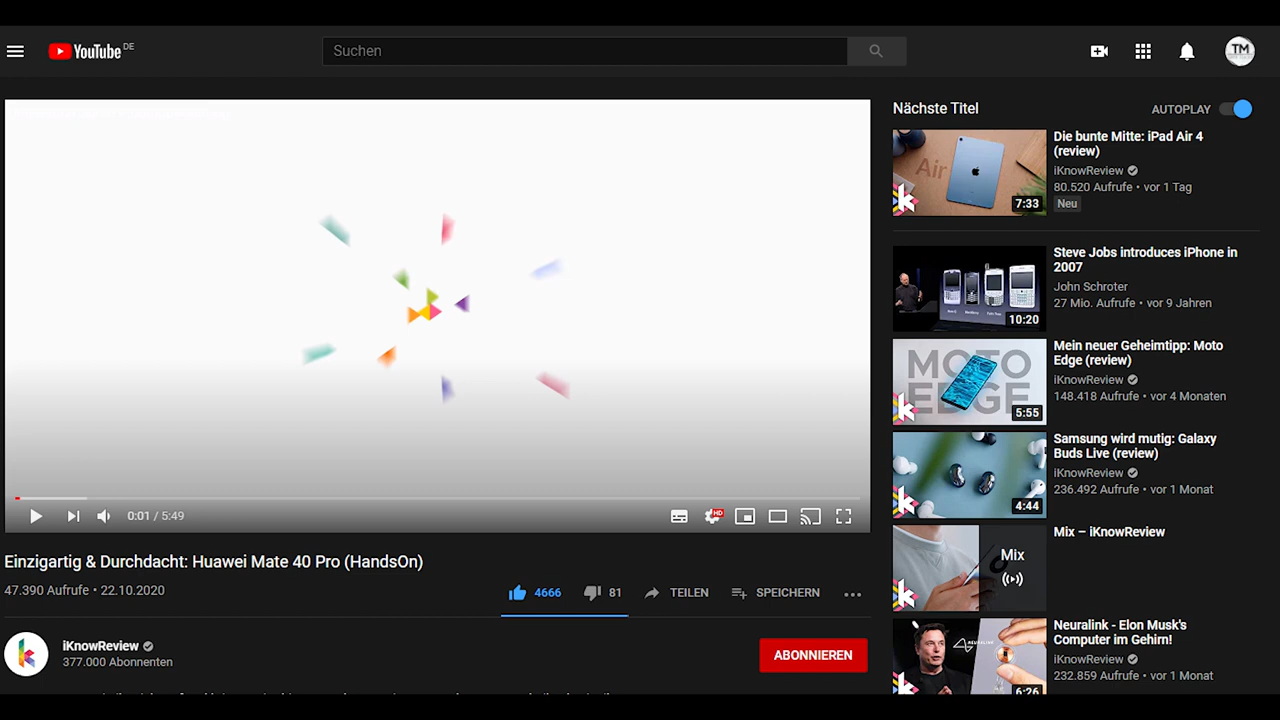 YouTube DE
Suchen
TM
Nächste Titel
AUTOPLAY
Air
7:33
Die bunte Mitte: iPad Air 4
(review)
iKnowReview
80.520 Aufrufe • vor 1 Tag
Neu
10:20
Steve Jobs introduces iPhone in
2007
John Schroter
27 Mio. Aufrufe • vor 9 Jahren
MOTO
EDGE
5:55
Mein neuer Geheimtipp: Moto
Edge (review)
iKnowReview
148.418 Aufrufe • vor 4 Monaten
4:44
Samsung wird mutig: Galaxy
Buds Live (review)
iKnowReview
236.492 Aufrufe • vor 1 Monat
Mix
Mix – iKnowReview
NEURALINK
6:26
Neuralink - Elon Musk's
Computer im Gehirn!
iKnowReview
232.859 Aufrufe • vor 1 Monat
0:01 / 5:49
HD
Einzigartig & Durchdacht: Huawei Mate 40 Pro (HandsOn)
47.390 Aufrufe • 22.10.2020
4666
81
TEILEN
SPEICHERN
iKnowReview
377.000 Abonnenten
ABONNIEREN